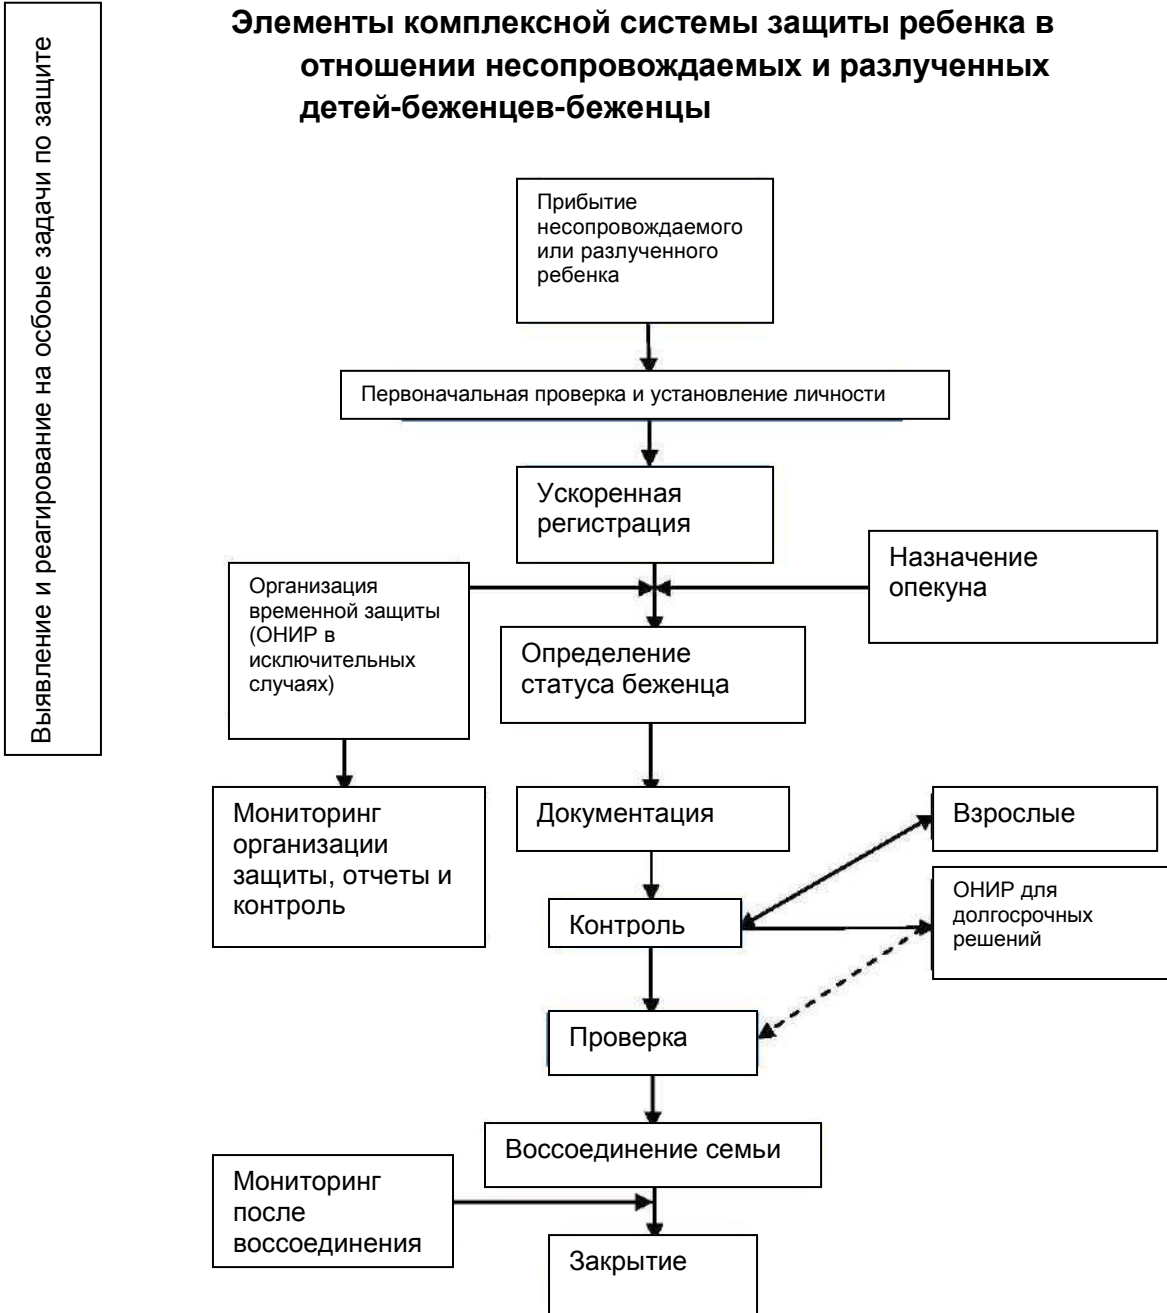 Элементы комплексной системы защиты ребенка в
отношении несопровождаемых и разлученных
детей-беженцев-беженцы
Выявление и реагирование на осбоые задачи по защите
Прибытие
несопровождаемого
или разлученного
ребенка
Первоначальная проверка и установление личности
Ускоренная
регистрация
Организация
временной защиты
(ОНИР в
исключительных
случаях)
Назначение
опекуна
Определение
статуса беженца
Мониторинг
организации
защиты, отчеты и
контроль
Документация
Взрослые
Контроль
ОНИР для
долгосрочных
решений
Проверка
Воссоединение семьи
Мониторинг
после
воссоединения
Закрытие